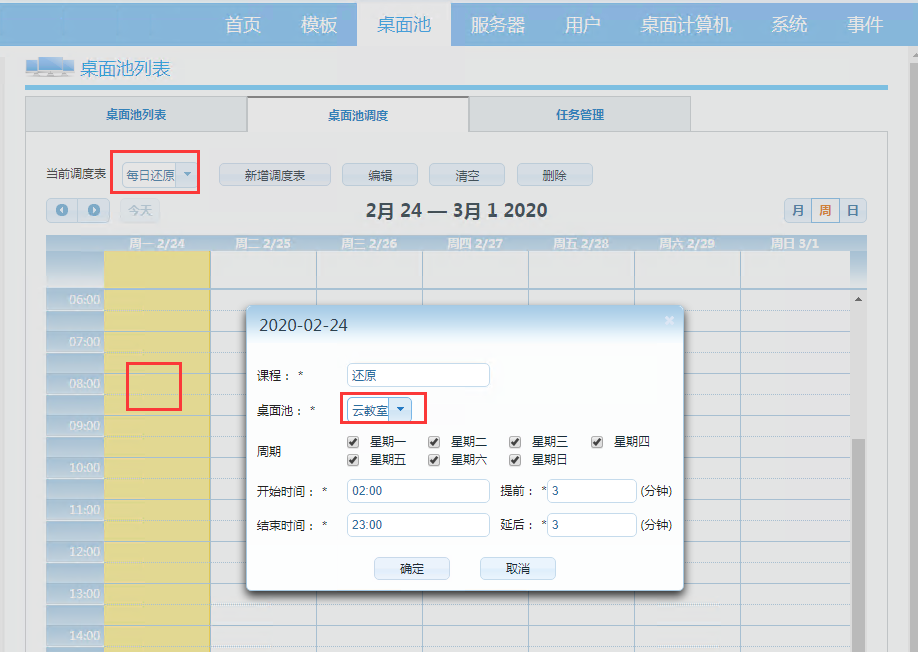 首页 模板 桌面池 服务器 用户 桌面计算机 系统 事件
桌面池列表
桌面池列表 桌面池调度 任务管理
当前调度表 每日还原 新增调度表 编辑 清空 删除
今天 2月 24 — 3月 1 2020 月 周 日
周一 2/24 周二 2/25 周三 2/26 周四 2/27 周五 2/28 周六 2/29 周日 3/1
06:00
07:00
08:00
09:00
10:00
11:00
12:00
13:00
14:00
2020-02-24
课程： * 还原
桌面池： * 云教室
周期
星期一 星期二 星期三 星期四
星期五 星期六 星期日
开始时间： * 02:00 提前： * 3 (分钟)
结束时间： * 23:00 延后： * 3 (分钟)
确定 取消